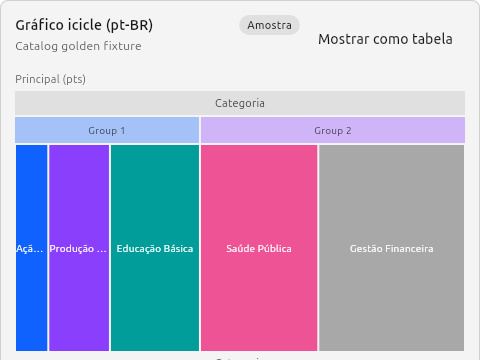 Gráfico icicle (pt-BR)
Amostra
Mostrar como tabela
Catalog golden fixture
Principal (pts)
Categoria
Group 1
Group 2
Açã…
Produção …
Educação Básica
Saúde Pública
Gestão Financeira